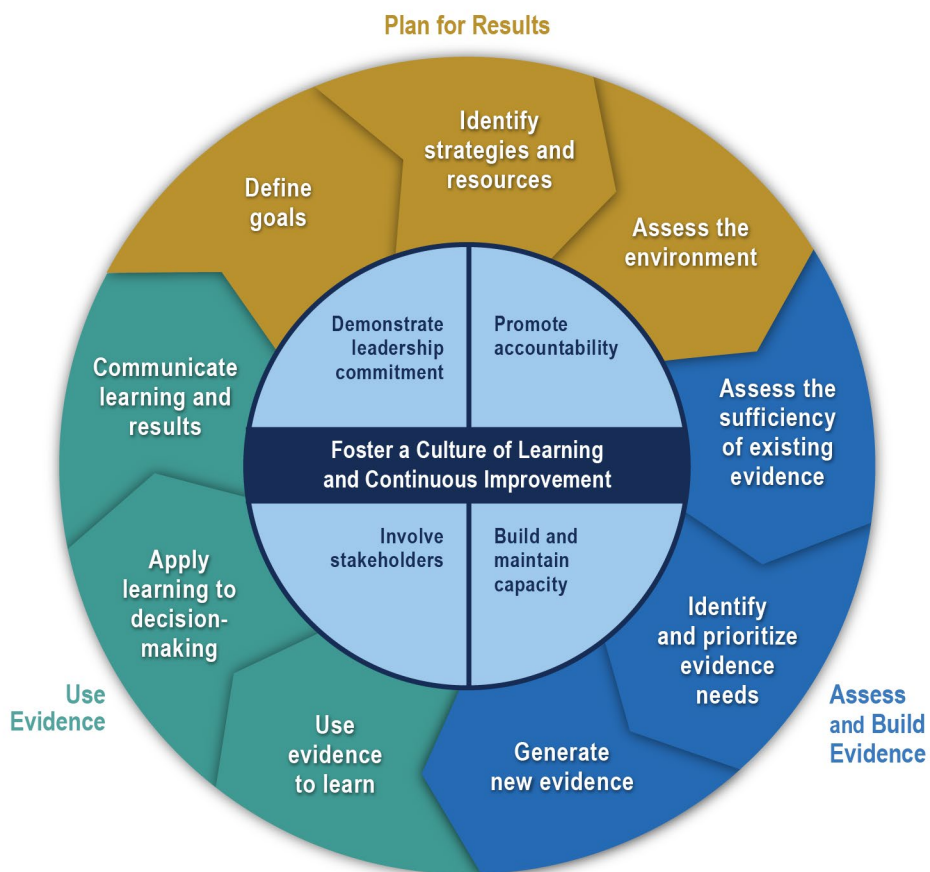 Plan for Results
Define
goals
Identify
strategies and
resources
Assess the
environment
Assess the
sufficiency
of existing
evidence
Identify
and prioritize
evidence
needs
Generate
new evidence
Assess
and Build
Evidence
Use
evidence
to learn
Apply
learning to
decision-
making
Communicate
learning and
results
Use
Evidence
Demonstrate
leadership
commitment
Promote
accountability
Foster a Culture of Learning
and Continuous Improvement
Involve
stakeholders
Build and
maintain
capacity